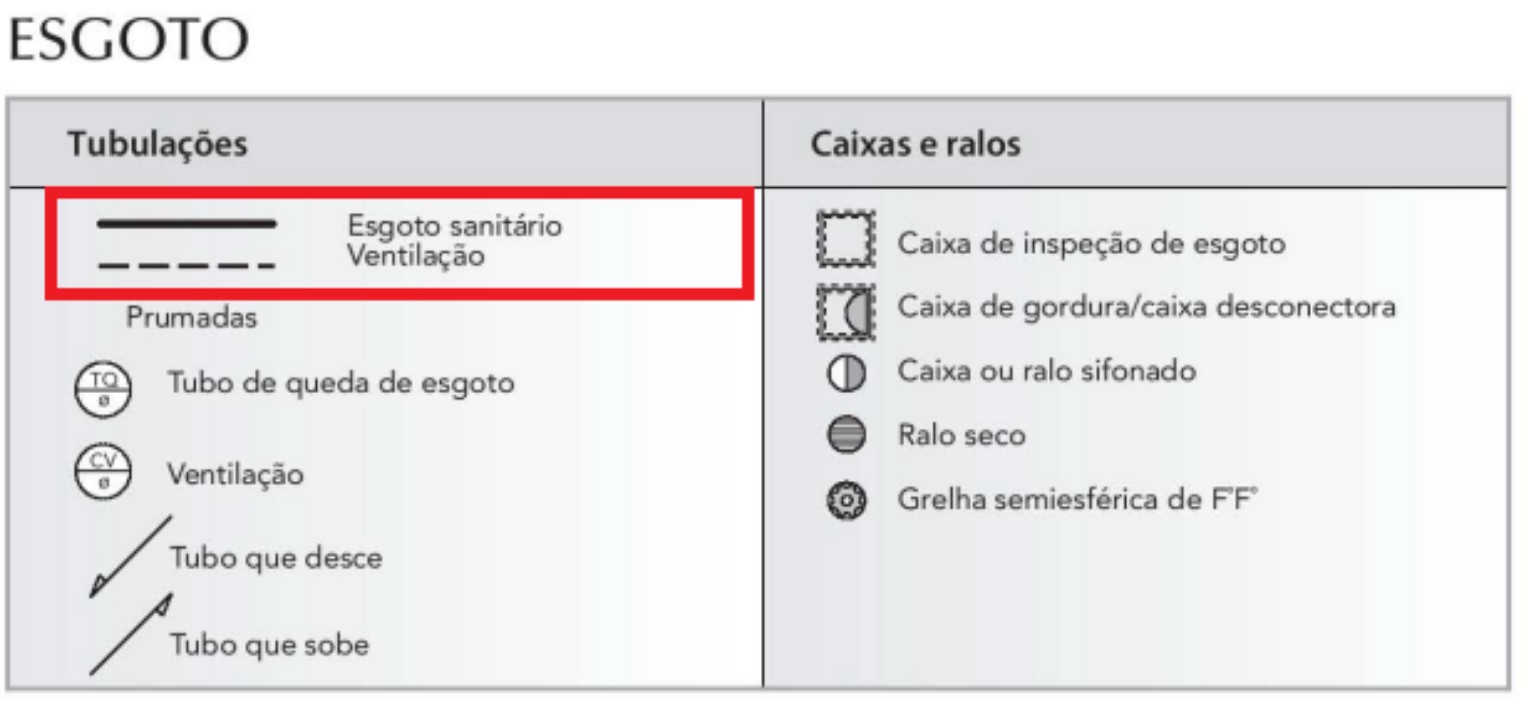 ESGOTO
Tubulações
Esgoto sanitário
Ventilação
Prumadas
TQ
ø
Tubo de queda de esgoto
CV
ø
Ventilação
Tubo que desce
Tubo que sobe
Caixas e ralos
Caixa de inspeção de esgoto
Caixa de gordura/caixa desconectora
Caixa ou ralo sifonado
Ralo seco
Grelha semiesférica de F°F°